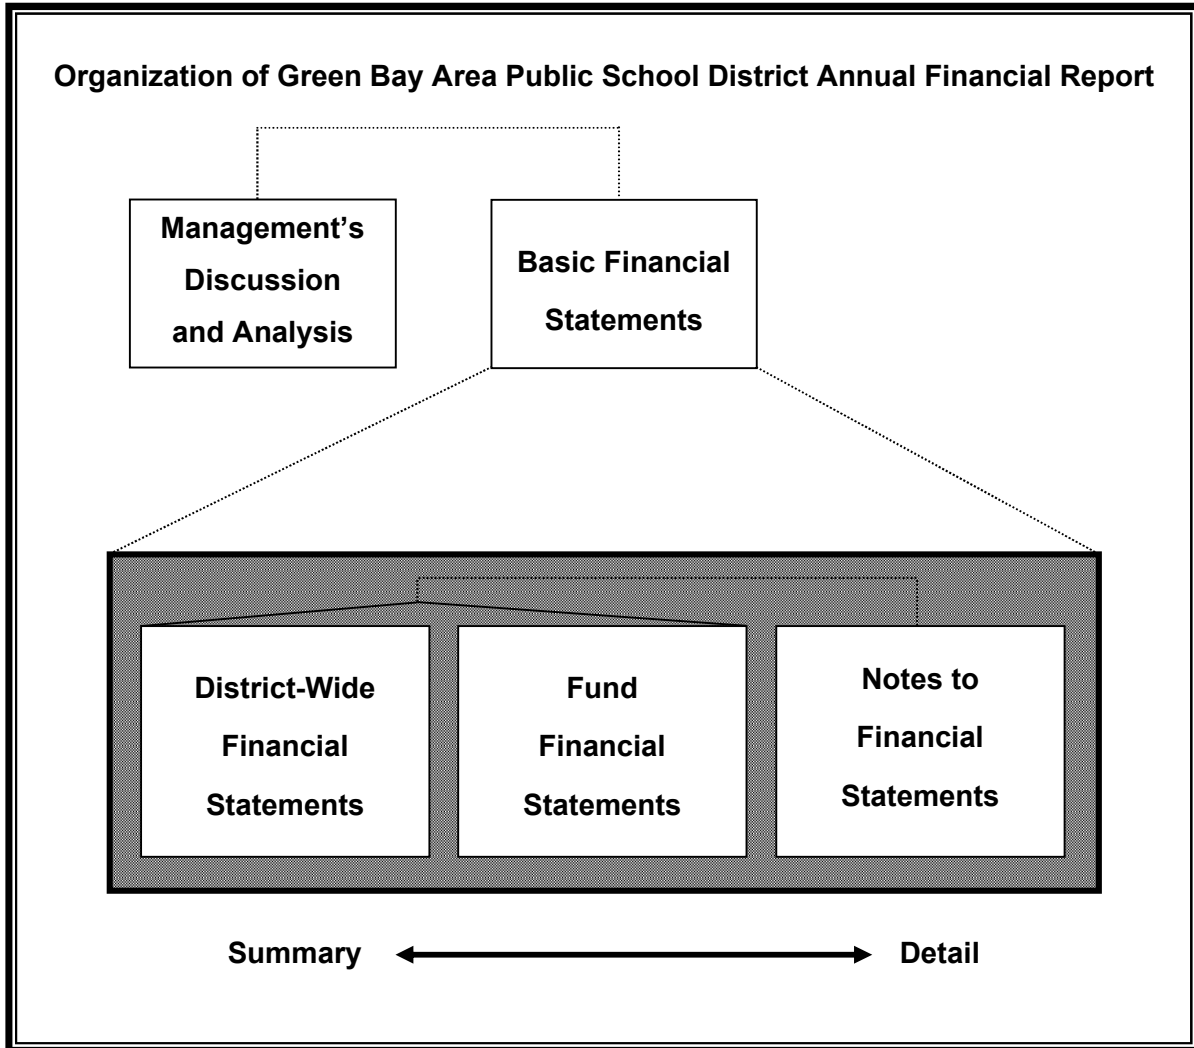 Organization of Green Bay Area Public School District Annual Financial Report
Management’s
Discussion
and Analysis
Basic Financial
Statements
District-Wide
Financial
Statements
Fund
Financial
Statements
Notes to
Financial
Statements
Summary
Detail